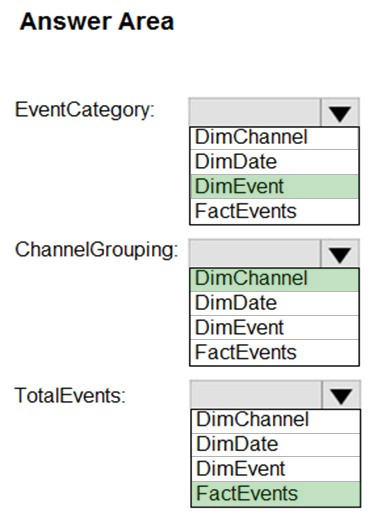 Answer Area
EventCategory:
DimChannel
DimDate
DimEvent
FactEvents
ChannelGrouping:
DimChannel
DimDate
DimEvent
FactEvents
TotalEvents:
DimChannel
DimDate
DimEvent
FactEvents